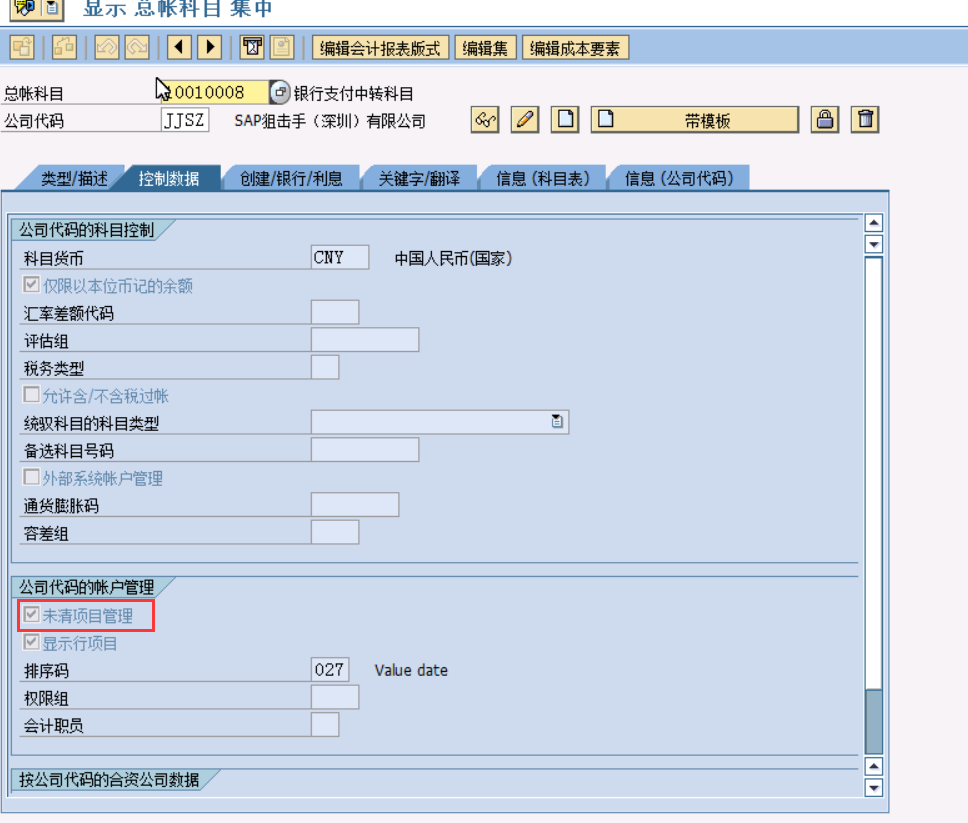 显示 总帐科目 集中
编辑会计报表版式 编辑集 编辑成本要素
总帐科目 10010008 银行支付中转科目
公司代码 JJSZ SAP狙击手（深圳）有限公司 带模板
类型/描述 控制数据 创建/银行/利息 关键字/翻译 信息 (科目表) 信息 (公司代码)
公司代码的科目控制
科目货币 CNY 中国人民币(国家)
仅限以本位币记的余额
汇率差额代码
评估组
税务类型
允许含/不含税过帐
统驭科目的科目类型
备选科目号码
外部系统帐户管理
通货膨胀码
容差组
公司代码的帐户管理
未清项目管理
显示行项目
排序码 027 Value date
权限组
会计职员
按公司代码的合资公司数据